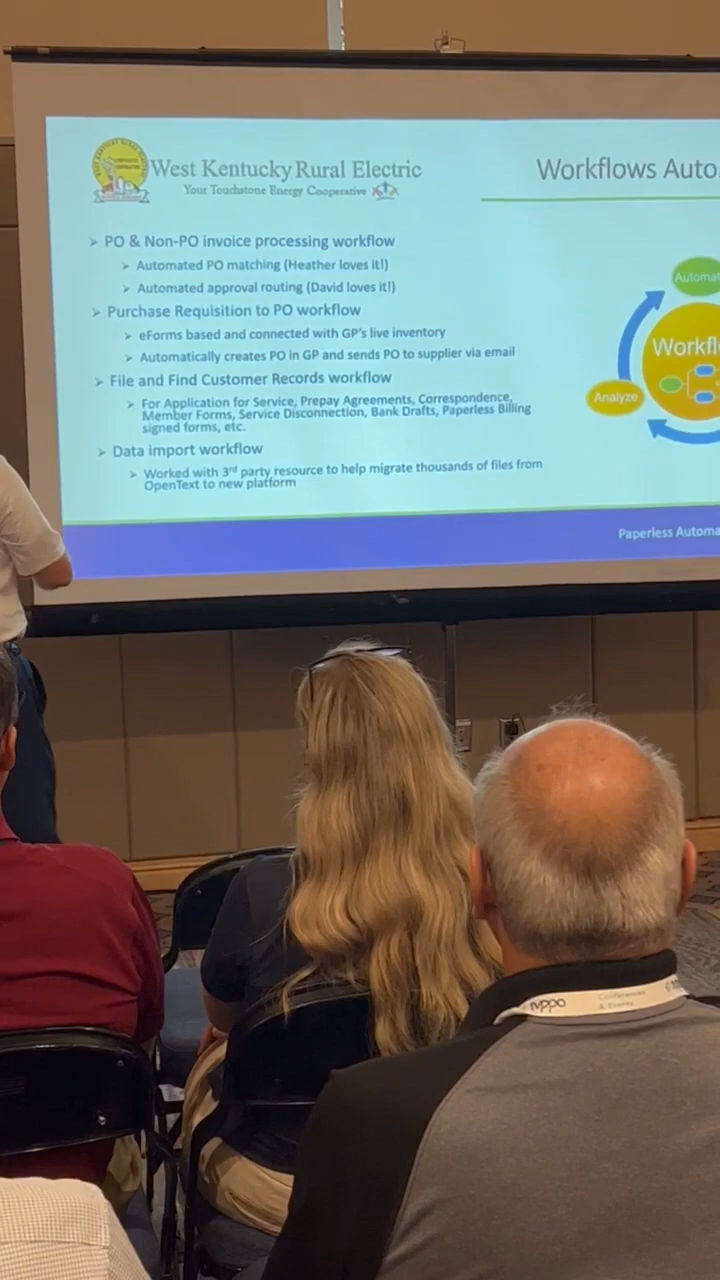 West Kentucky Rural Electric
Your Touchstone Energy Cooperative
Workflows Auto
➢ PO & Non-PO invoice processing workflow
➢ Automated PO matching (Heather loves it!)
➢ Automated approval routing (David loves it!)
➢ Purchase Requisition to PO workflow
➢ eForms based and connected with GP's live inventory
➢ Automatically creates PO in GP and sends PO to supplier via email
➢ File and Find Customer Records workflow
➢ For Application for Service, Prepay Agreements, Correspondence,
Member Forms, Service Disconnection, Bank Drafts, Paperless Billing
signed forms, etc.
➢ Data import workflow
➢ Worked with 3rd party resource to help migrate thousands of files from
OpenText to new platform
Automat
Workfl
Analyze
Paperless Automa
tvppa
Conferences
& Events